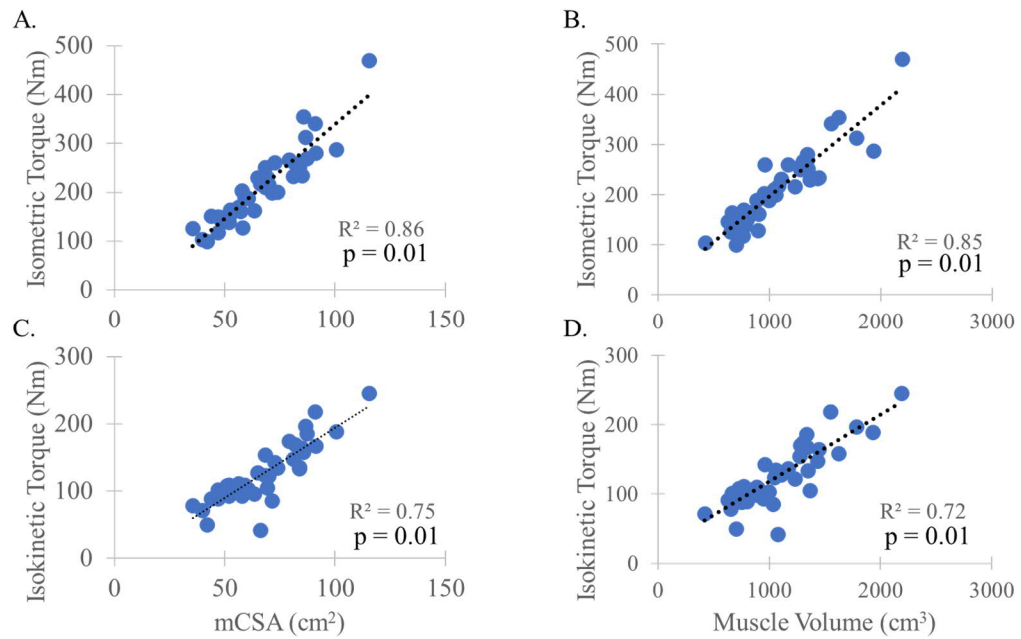 A.
Isometric Torque (Nm)
500
400
300
200
100
0
R² = 0.86
p = 0.01
0
50
100
150
B.
Isometric Torque (Nm)
500
400
300
200
100
0
R² = 0.85
p = 0.01
0
1000
2000
3000
C.
Isokinetic Torque (Nm)
300
200
100
0
R² = 0.75
p = 0.01
0
50
100
150
mCSA (cm²)
D.
Isokinetic Torque (Nm)
300
200
100
0
R² = 0.72
p = 0.01
0
1000
2000
3000
Muscle Volume (cm³)